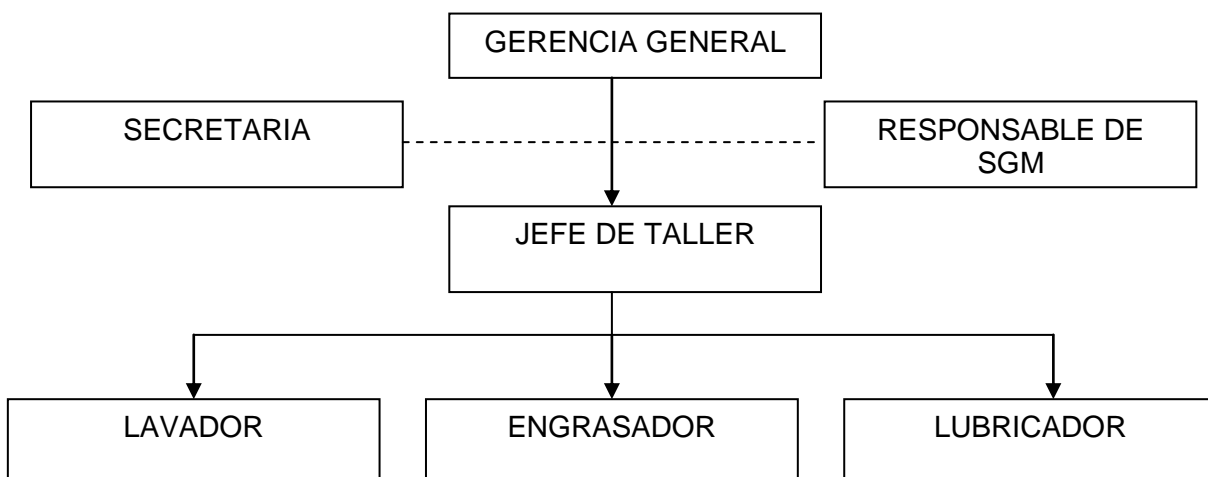 GERENCIA GENERAL
SECRETARIA
RESPONSABLE DE
SGM
JEFE DE TALLER
LAVADOR
ENGRASADOR
LUBRICADOR